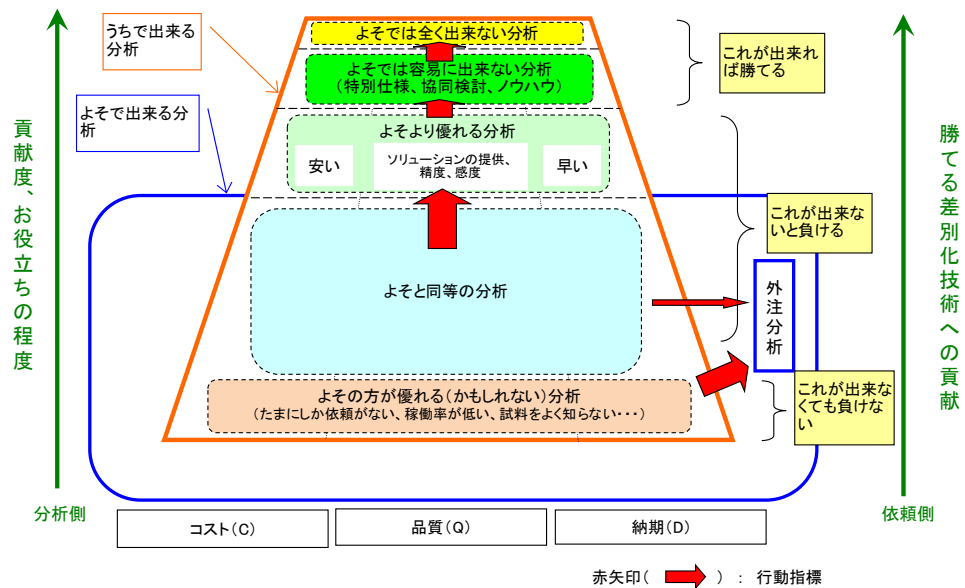 うちで出来る
分析
よそで出来る分
析
貢献度、お役立ちの程度
分析側
よそでは全く出来ない分析
よそでは容易に出来ない分析
（特別仕様、協同検討、ノウハウ）
よそより優れる分析
安い
ソリューションの提供、
精度、感度
早い
よそと同等の分析
よその方が優れる（かもしれない）分析
（たまにしか依頼がない、稼働率が低い、試料をよく知らない・・・）
これが出来れ
ば勝てる
これが出来な
いと負ける
外注分析
これが出来な
くても負けな
い
勝てる差別化技術への貢献
依頼側
コスト（C）
品質（Q）
納期（D）
赤矢印（　　）：行動指標